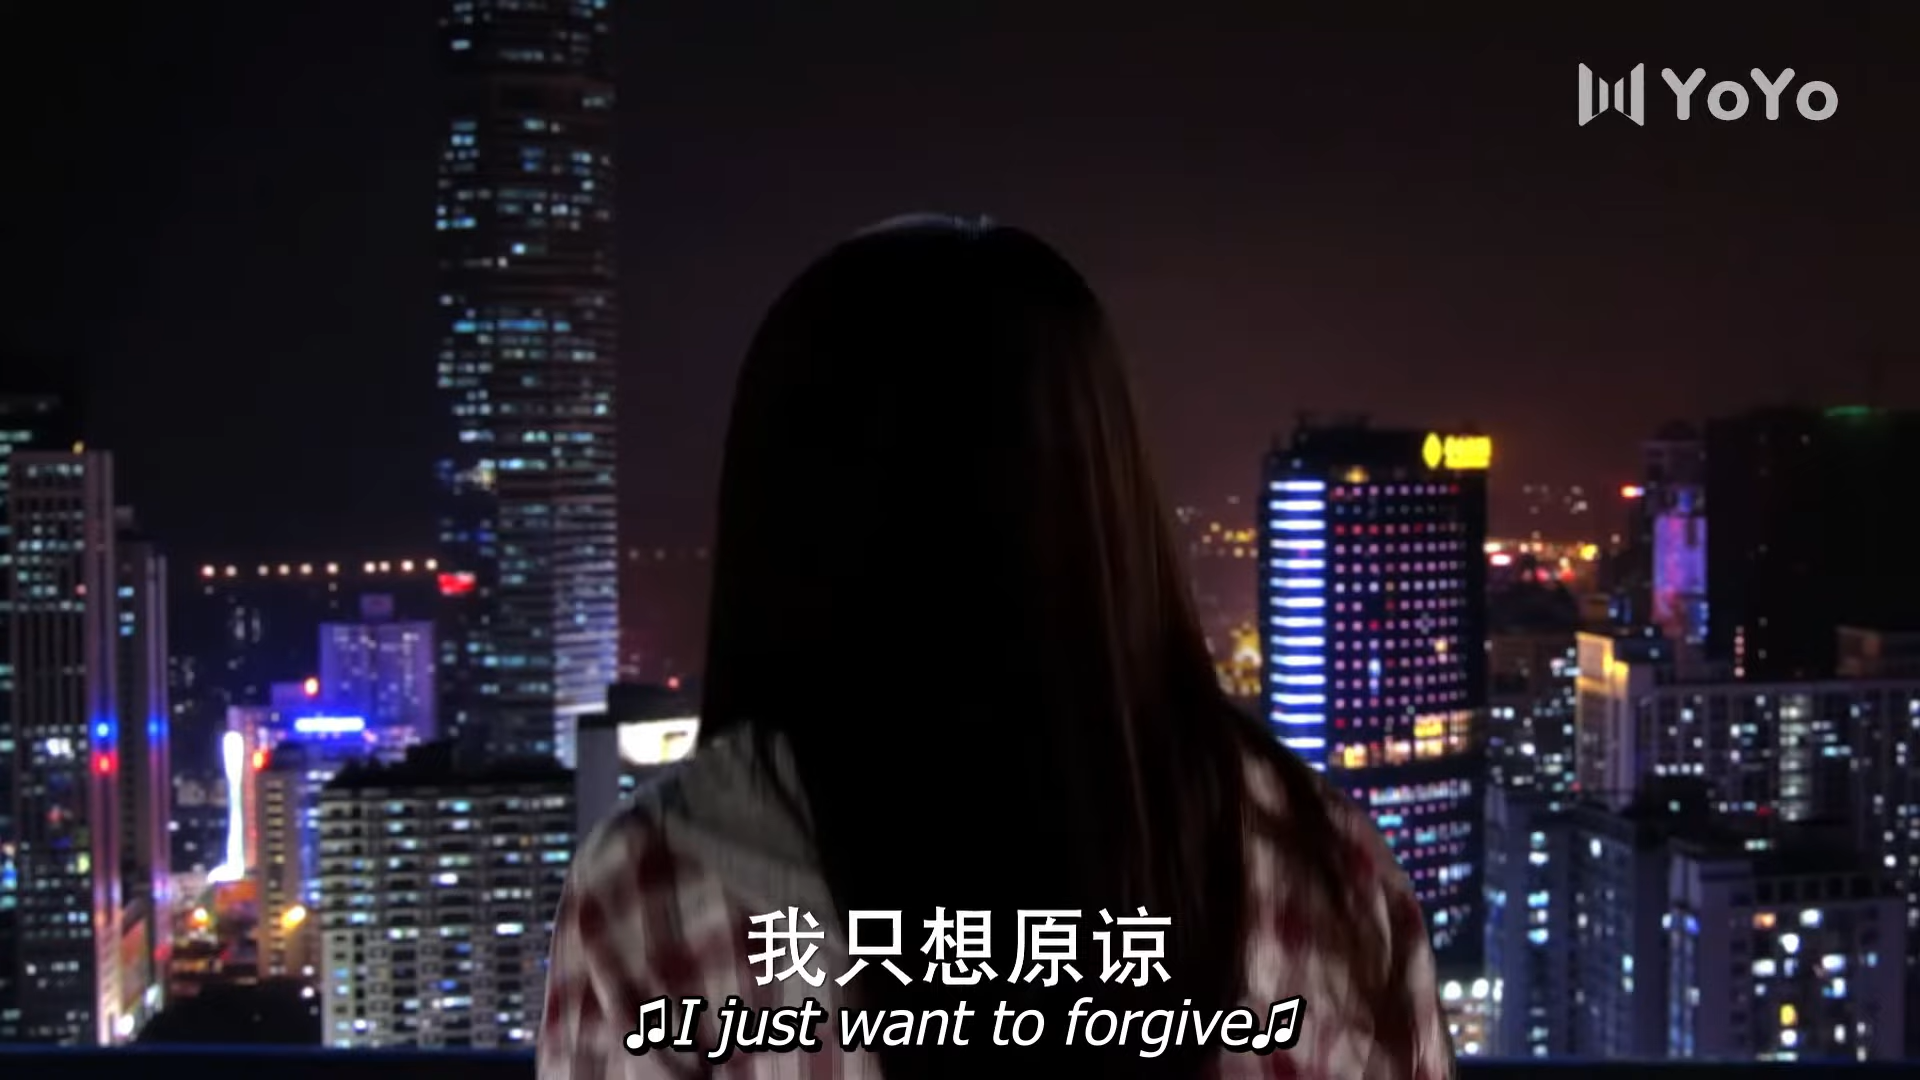 YoYo
我只想原谅
♫I just want to forgive♫